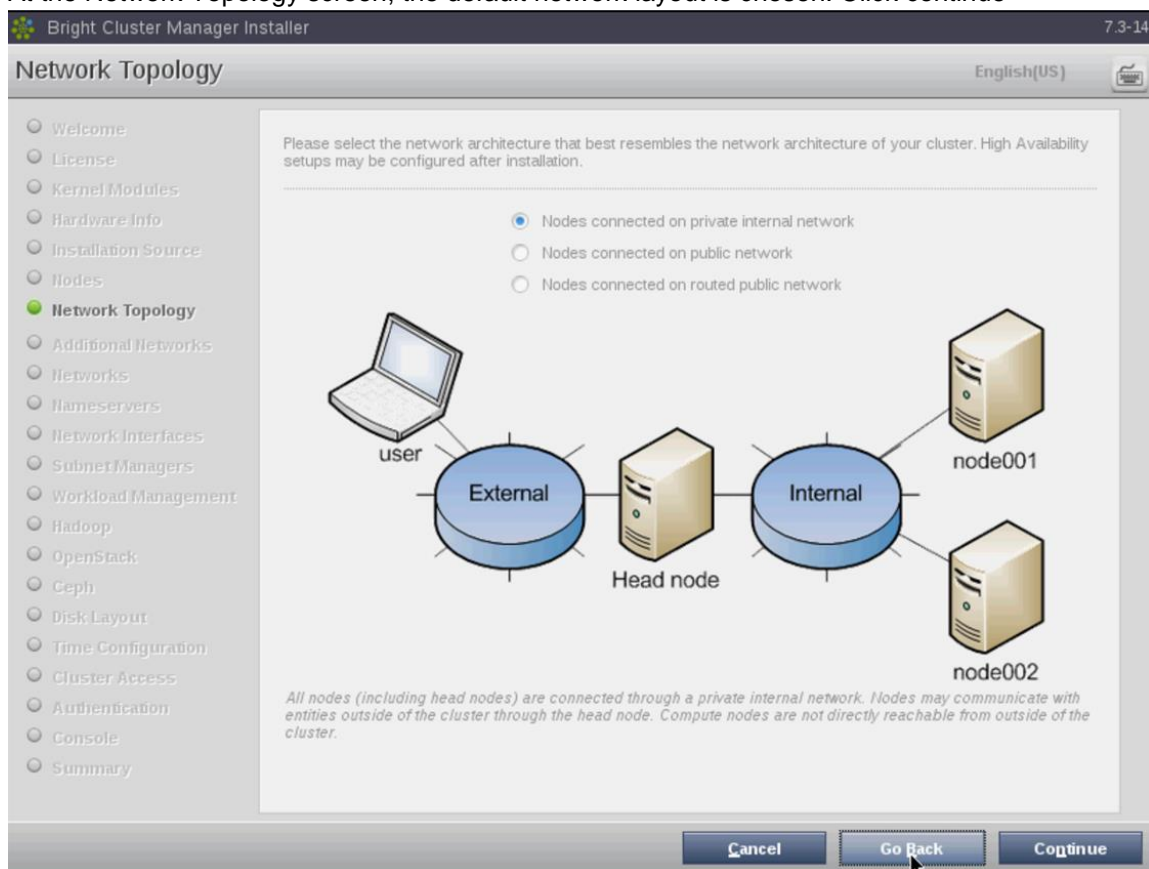 At the Network Topology screen, the default network layout is chosen. Click continue
Bright Cluster Manager Installer
7.3-14
Network Topology
English(US)
Welcome
License
Kernel Modules
Hardware Info
Installation Source
Nodes
Network Topology
Additional Networks
Networks
Nameservers
Network Interfaces
Subnet Managers
Workload Management
Hadoop
OpenStack
Ceph
Disk Layout
Time Configuration
Cluster Access
Authentication
Console
Summary
Please select the network architecture that best resembles the network architecture of your cluster. High Availability
setups may be configured after installation.
Nodes connected on private internal network
Nodes connected on public network
Nodes connected on routed public network
user
External
Head node
Internal
node001
node002
All nodes (including head nodes) are connected through a private internal network. Nodes may communicate with
entities outside of the cluster through the head node. Compute nodes are not directly reachable from outside of the
cluster.
Cancel
Go Back
Continue